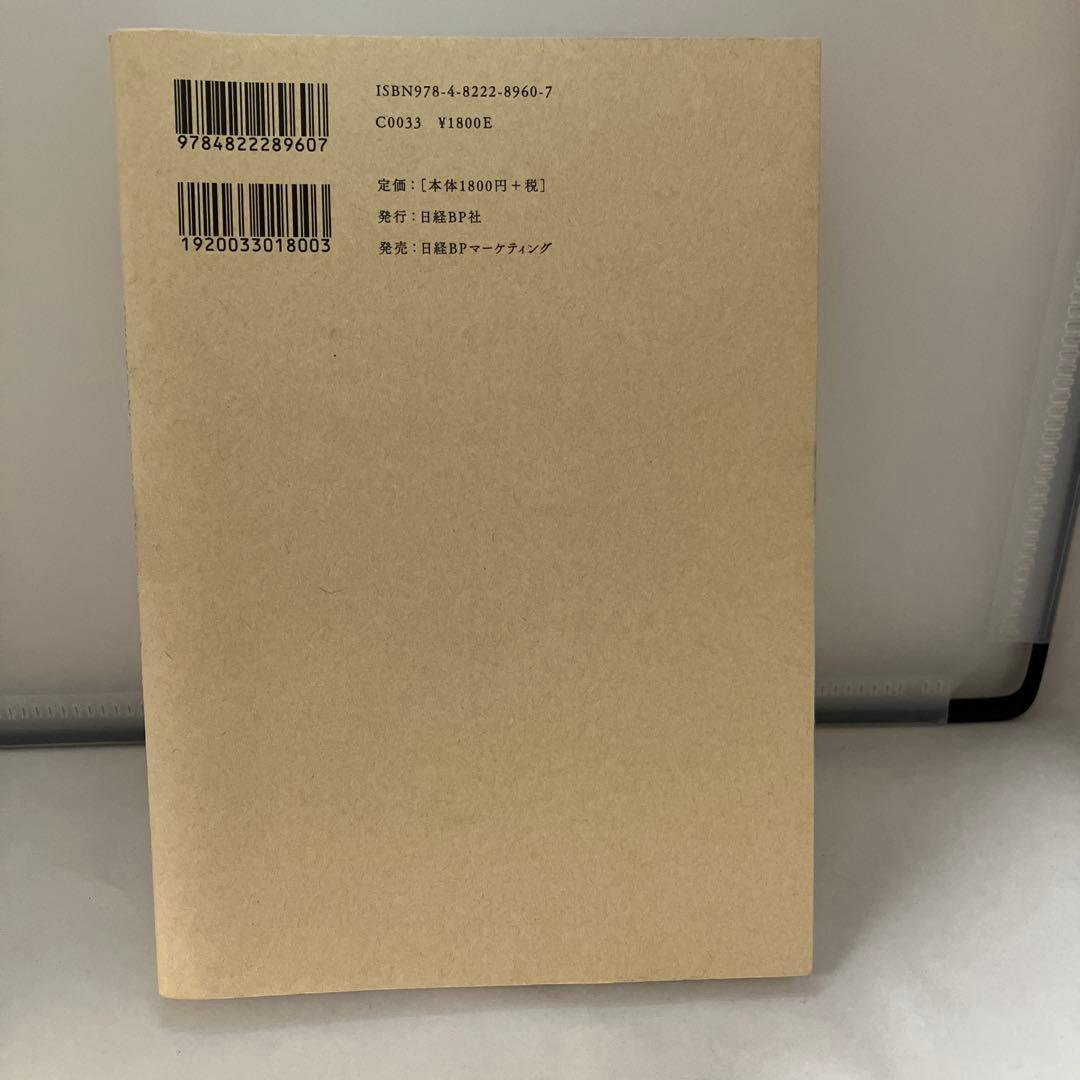 ISBN978-4-8222-8960-7
C0033 ¥1800E
9784822289607
定価：［本体1800円＋税］
発行：日経BP社
発売：日経BPマーケティング
1920033018003